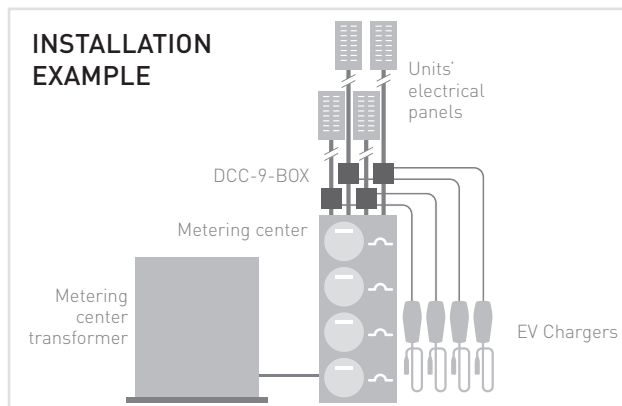 INSTALLATION
EXAMPLE
Units'
electrical
panels
DCC-9-BOX
Metering center
Metering
center
transformer
EV Chargers